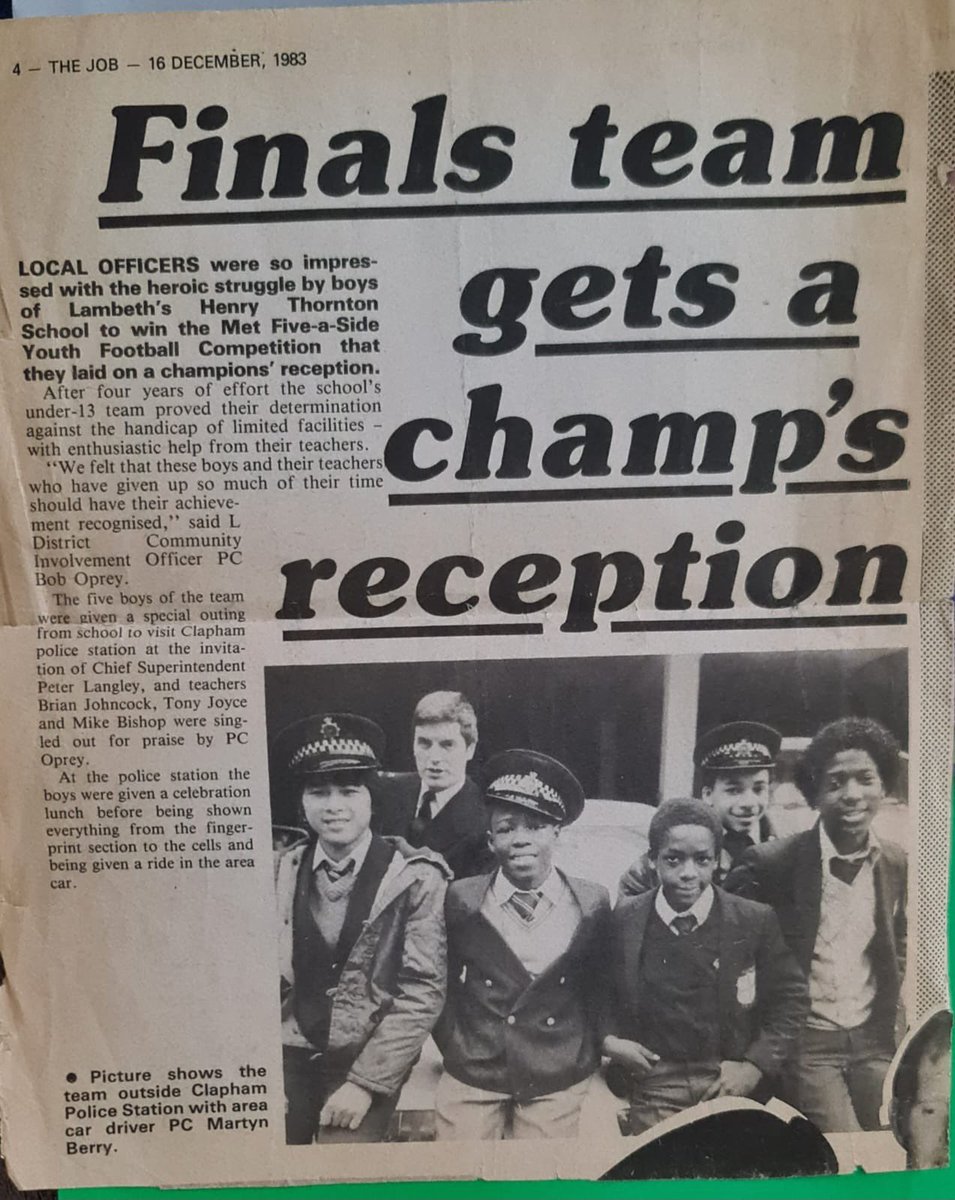 4 — THE JOB — 16 DECEMBER, 1983
Finals team
gets a
champ's
reception
LOCAL OFFICERS were so impres-
sed with the heroic struggle by boys
of Lambeth's Henry Thornton
School to win the Met Five-a-Side
Youth Football Competition that
they laid on a champions' reception.
After four years of effort the school's
under-13 team proved their determination
against the handicap of limited facilities –
with enthusiastic help from their teachers.
"We felt that these boys and their teachers
who have given up so much of their time
should have their achieve-
ment recognised," said L
District Community
Involvement Officer PC
Bob Oprey.
The five boys of the team
were given a special outing
from school to visit Clapham
police station at the invita-
tion of Chief Superintendent
Peter Langley, and teachers
Brian Johncock, Tony Joyce
and Mike Bishop were sing-
led out for praise by PC
Oprey.
At the police station the
boys were given a celebration
lunch before being shown
everything from the finger-
print section to the cells and
being given a ride in the area
car.
● Picture shows the
team outside Clapham
Police Station with area
car driver PC Martyn
Berry.